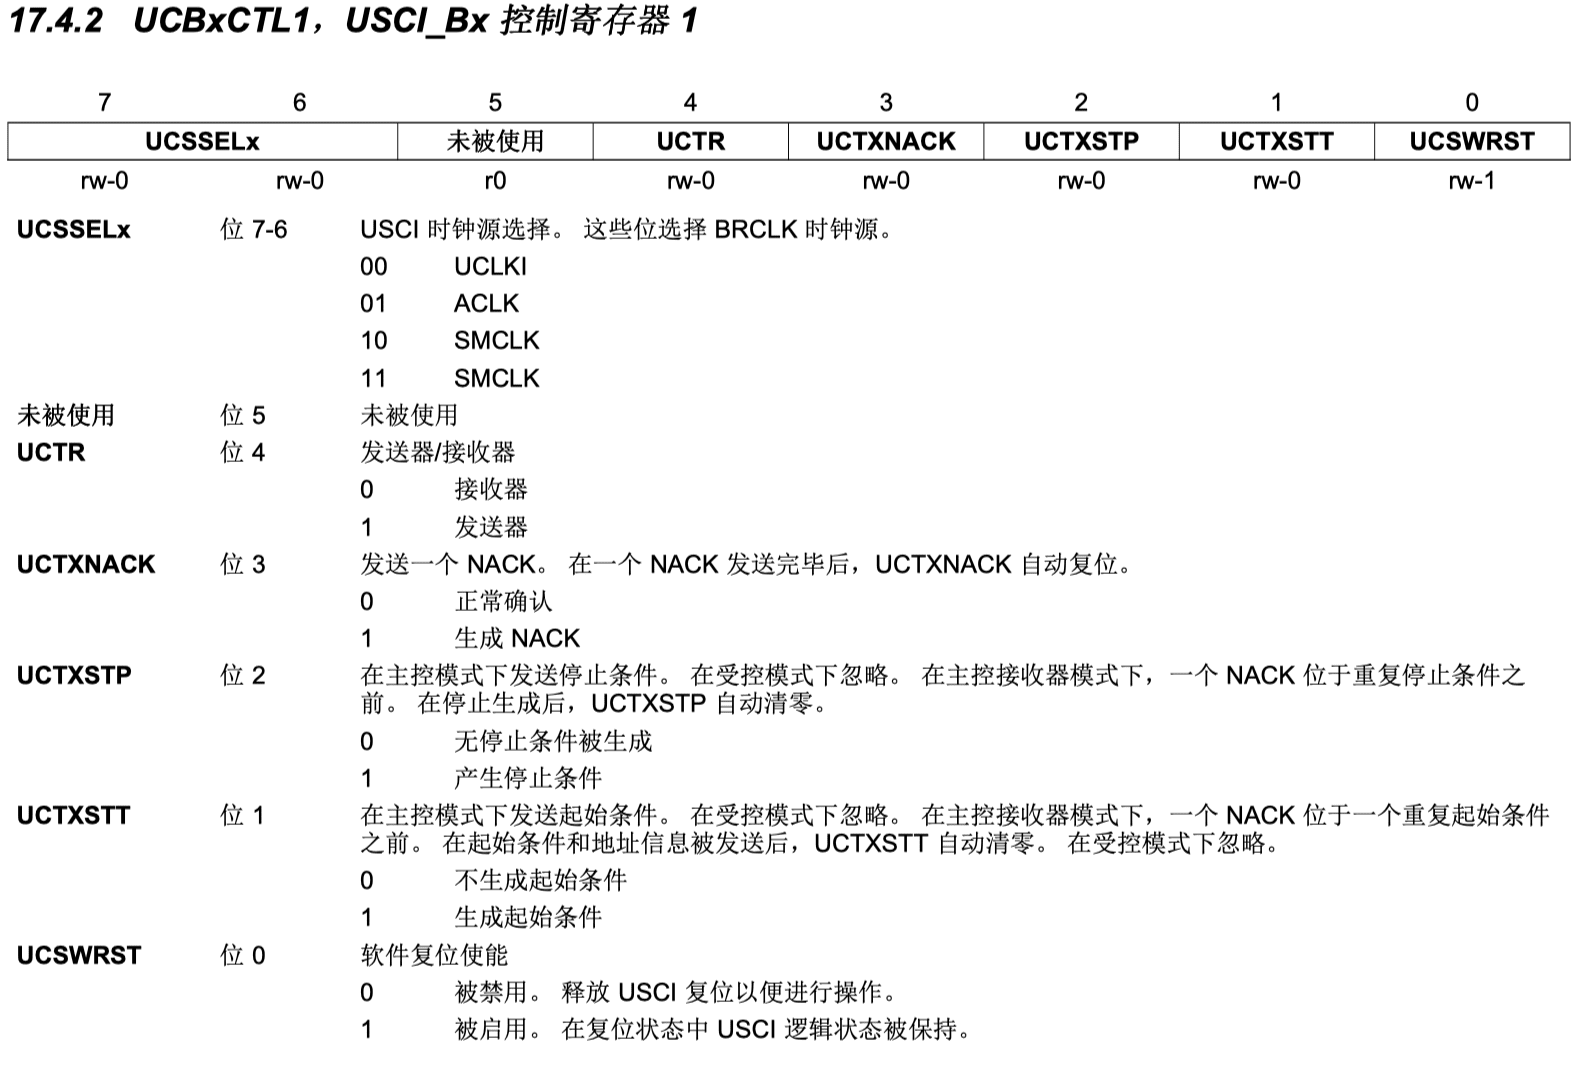 17.4.2 UCBxCTL1，USCI_Bx 控制寄存器 1
7 6 5 4 3 2 1 0
UCSSELx 未被使用 UCTR UCTXNACK UCTXSTP UCTXSTT UCSWRST
rw-0 rw-0 r0 rw-0 rw-0 rw-0 rw-0 rw-1
UCSSELx 位 7-6 USCI 时钟源选择。 这些位选择 BRCLK 时钟源。
00 UCLKI
01 ACLK
10 SMCLK
11 SMCLK
未被使用 位 5 未被使用
UCTR 位 4 发送器/接收器
0 接收器
1 发送器
UCTXNACK 位 3 发送一个 NACK。 在一个 NACK 发送完毕后，UCTXNACK 自动复位。
0 正常确认
1 生成 NACK
UCTXSTP 位 2 在主控模式下发送停止条件。 在受控模式下忽略。 在主控接收器模式下，一个 NACK 位于重复停止条件之
前。 在停止生成后，UCTXSTP 自动清零。
0 无停止条件被生成
1 产生停止条件
UCTXSTT 位 1 在主控模式下发送起始条件。 在受控模式下忽略。 在主控接收器模式下，一个 NACK 位于一个重复起始条件
之前。 在起始条件和地址信息被发送后，UCTXSTT 自动清零。 在受控模式下忽略。
0 不生成起始条件
1 生成起始条件
UCSWRST 位 0 软件复位使能
0 被禁用。 释放 USCI 复位以便进行操作。
1 被启用。 在复位状态中 USCI 逻辑状态被保持。